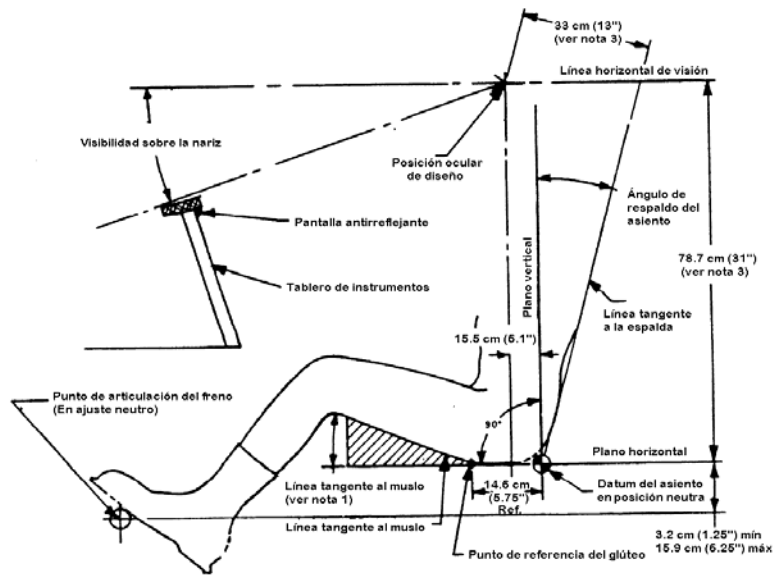 33 cm (13")
(ver nota 3)
Línea horizontal de visión
Visibilidad sobre la nariz
Posición ocular
de diseño
Ángulo de
respaldo del
asiento
Pantalla antirreflejante
78.7 cm (31")
(ver nota 3)
Plano vertical
Tablero de instrumentos
Línea tangente
a la espalda
15.5 cm (6.1")
Punto de articulación del freno
(En ajuste neutro)
90°
Plano horizontal
Línea tangente al muslo
(ver nota 1)
14.6 cm
(5.75")
Ref.
Datum del asiento
en posición neutra
Línea tangente al muslo
3.2 cm (1.25") mín
15.9 cm (6.25") máx
Punto de referencia del glúteo